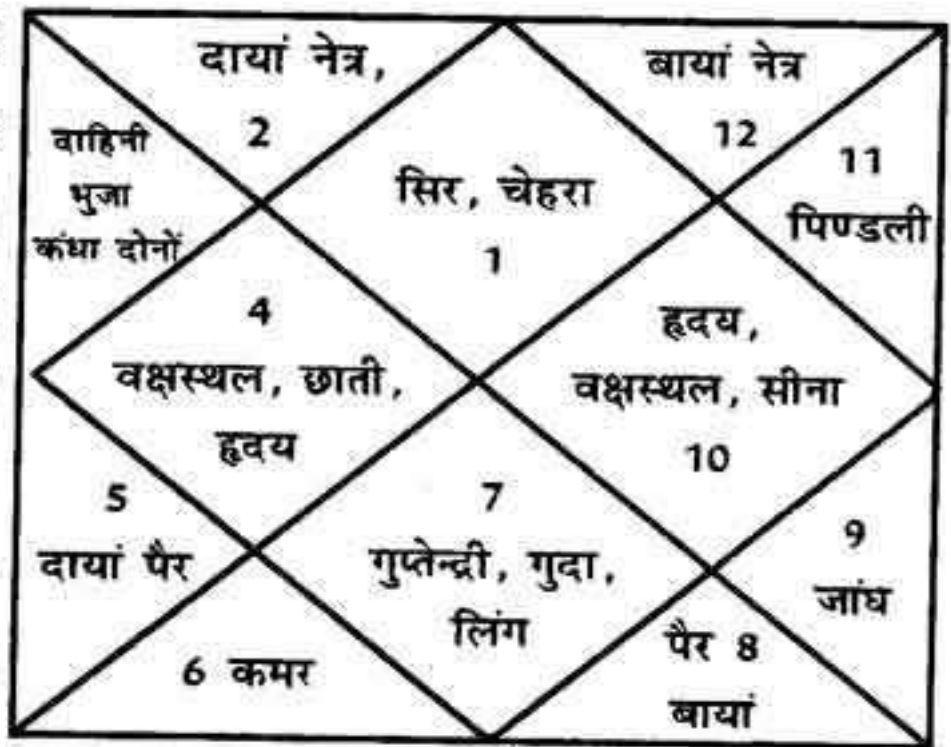 दायां नेत्र,
2
बायां नेत्र
12
दाहिनी
भुजा
कंधा दोनों
सिर, चेहरा
1
11
पिण्डली
4
वक्षस्थल, छाती,
हृदय
हृदय,
वक्षस्थल, सीना
10
5
दायां पैर
7
गुप्तेन्द्री, गुदा,
लिंग
9
जांघ
6 कमर
पैर 8
बायां